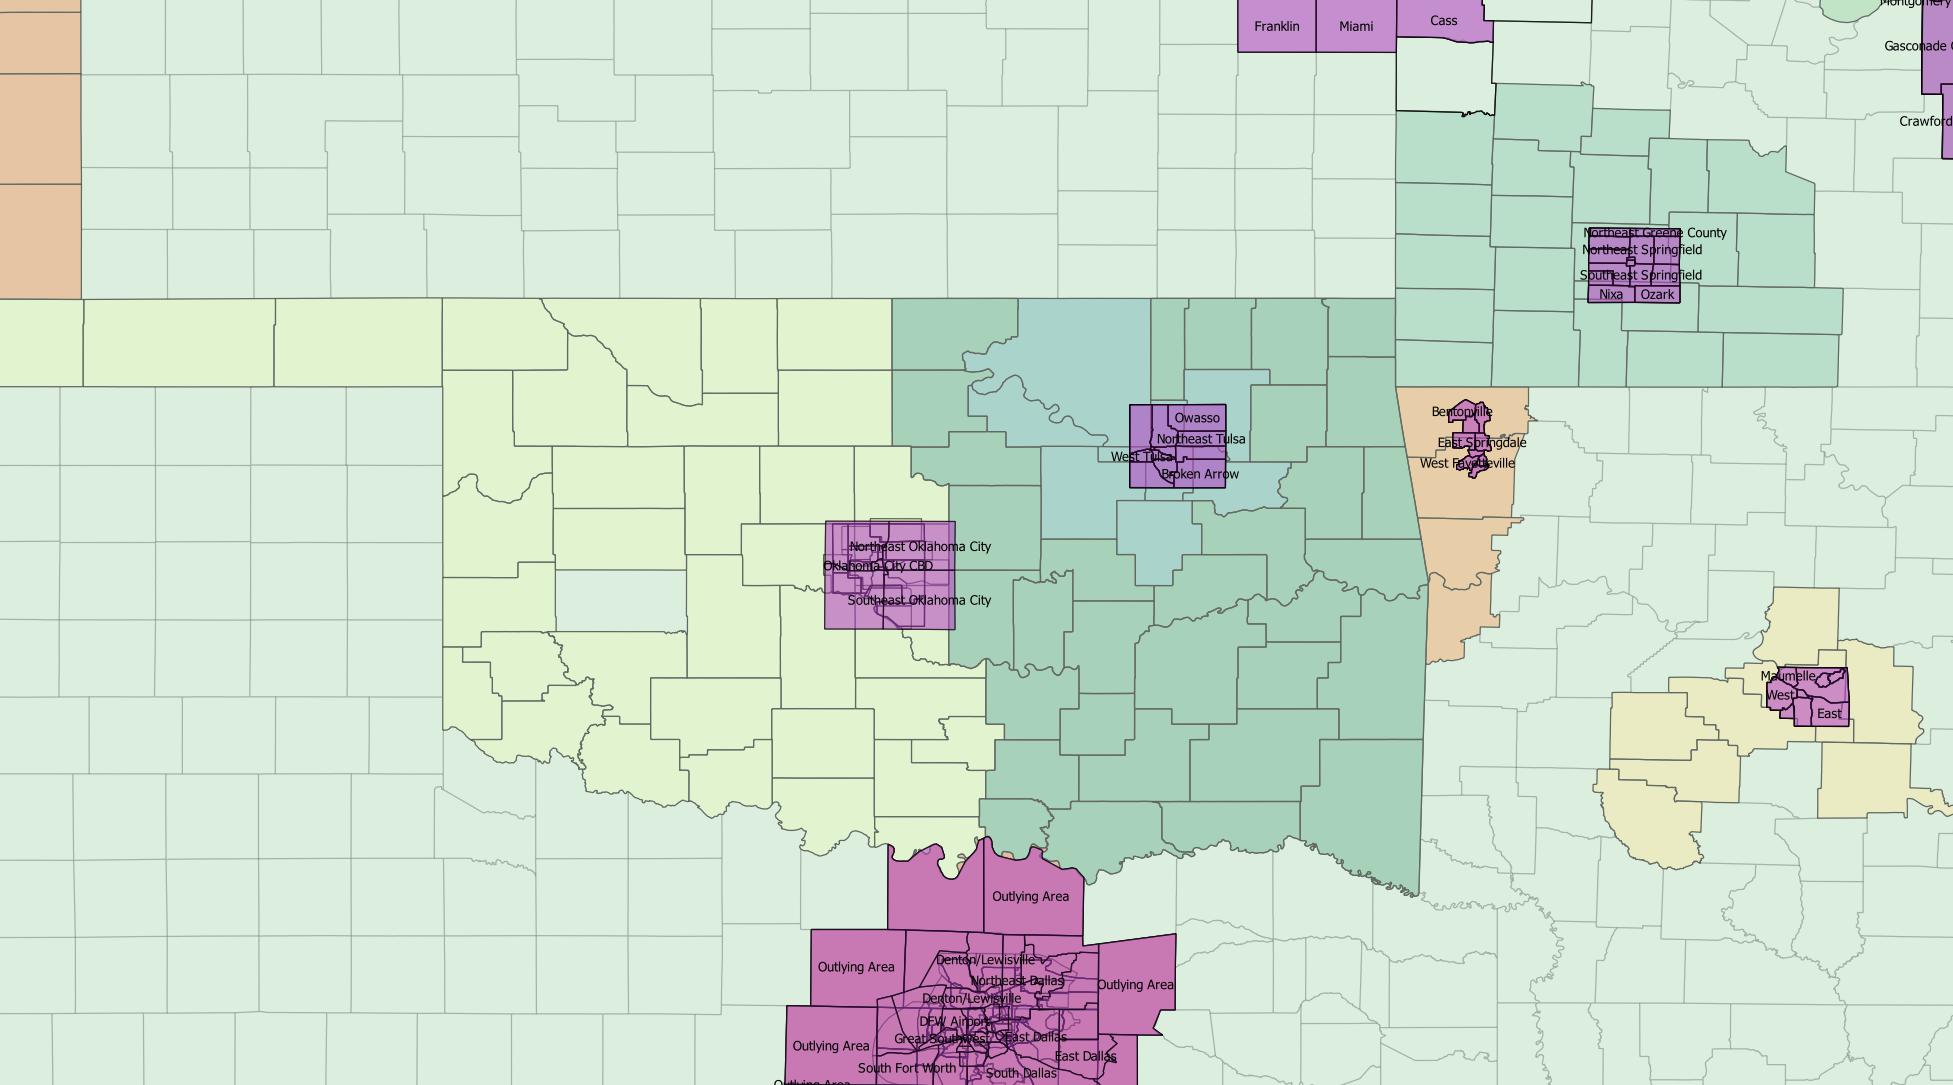 Montgomery
Franklin
Miami
Cass
Gasconade
Crawford
Northeast Greene County
Northeast Springfield
Southeast Springfield
Nixa
Ozark
Bentonville
East Springdale
West Fayetteville
Owasso
Northeast Tulsa
West Tulsa
Broken Arrow
Northeast Oklahoma City
Oklahoma City CBD
Southeast Oklahoma City
Maumelle
West
East
Outlying Area
Denton/Lewisville
Outlying Area
Northeast Dallas
Outlying Area
Denton/Lewisville
DFW Airport
Great Southwest
East Dallas
Outlying Area
East Dallas
South Fort Worth
South Dallas
Outlying Area